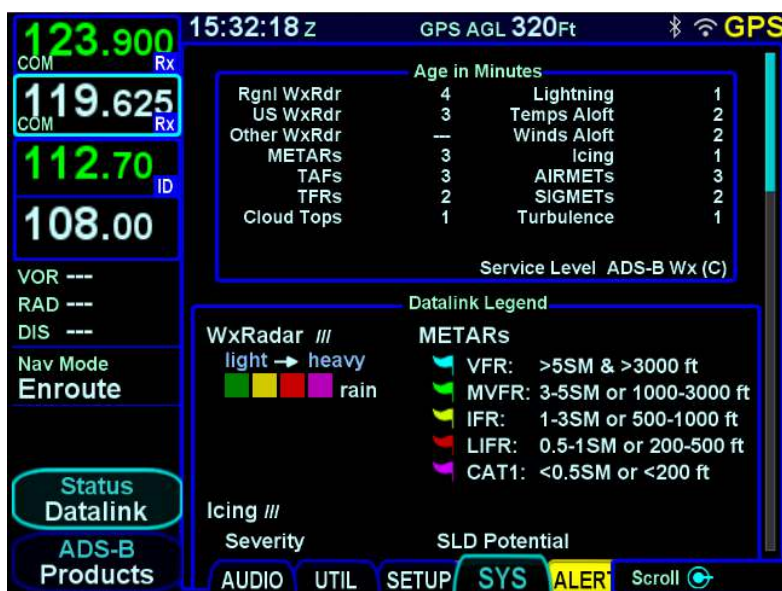 123.900
COM Rx
119.625
COM Rx
112.70
ID
108.00
VOR ---
RAD ---
DIS ---
Nav Mode
Enroute
Status
Datalink
ADS-B
Products
15:32:18 Z GPS AGL 320Ft GPS
Age in Minutes
Rgnl WxRdr 4 Lightning 1
US WxRdr 3 Temps Aloft 2
Other WxRdr --- Winds Aloft 2
METARs 3 Icing 1
TAFs 3 AIRMETs 3
TFRs 2 SIGMETs 2
Cloud Tops 1 Turbulence 1
Service Level ADS-B Wx (C)
Datalink Legend
WxRadar /// METARs
light → heavy
rain
VFR: >5SM & >3000 ft
MVFR: 3-5SM or 1000-3000 ft
IFR: 1-3SM or 500-1000 ft
LIFR: 0.5-1SM or 200-500 ft
CAT1: <0.5SM or <200 ft
Icing ///
Severity SLD Potential
AUDIO UTIL SETUP SYS ALERT Scroll